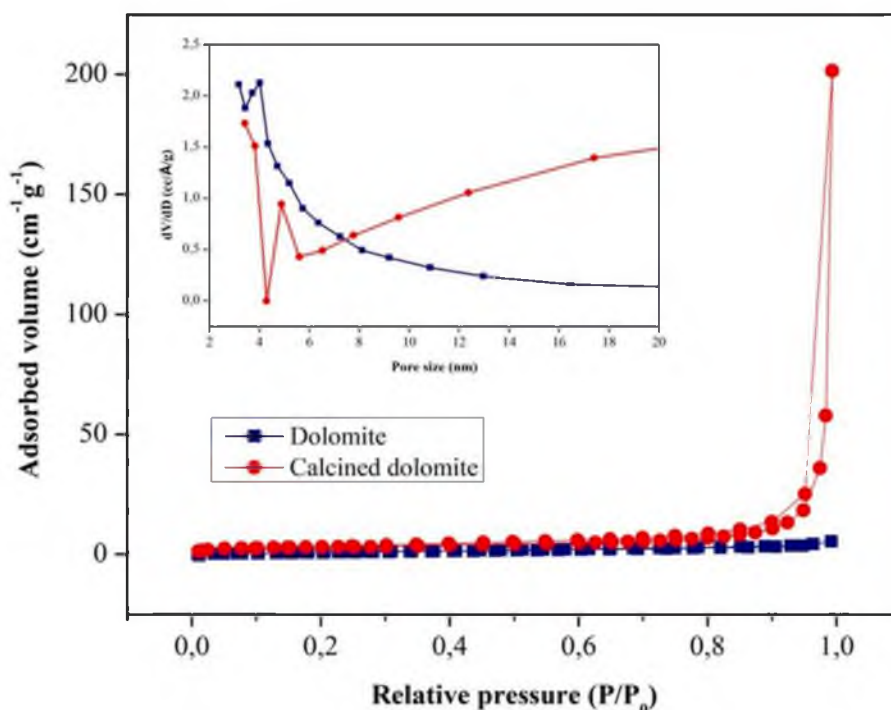 200
150
100
50
0
Adsorbed volume (cm⁻¹g⁻¹)
2,5
2,0
1,5
1,0
0,5
0,0
dV/dD (cc/Å/g)
2 4 6 8 10 12 14 16 18 20
Pore size (nm)
Dolomite
Calcined dolomite
0,0 0,2 0,4 0,6 0,8 1,0
Relative pressure (P/P₀)